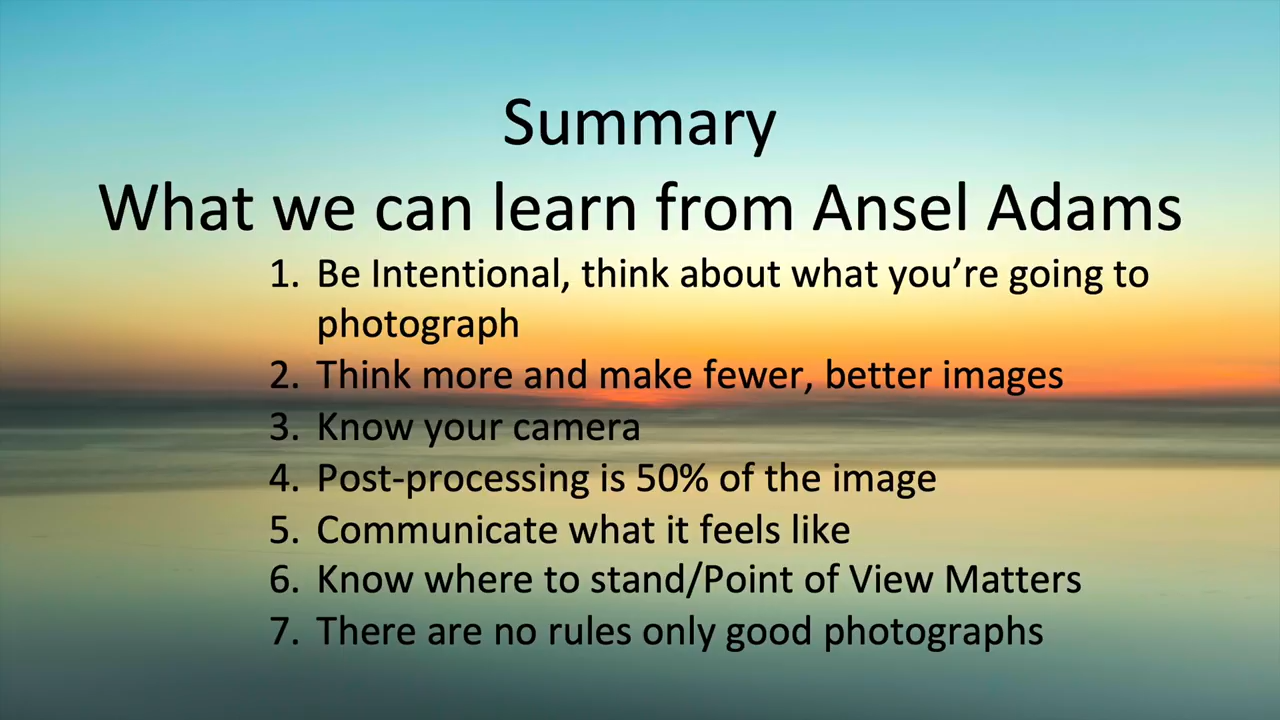 Summary
What we can learn from Ansel Adams
1. Be Intentional, think about what you’re going to
photograph
2. Think more and make fewer, better images
3. Know your camera
4. Post-processing is 50% of the image
5. Communicate what it feels like
6. Know where to stand/Point of View Matters
7. There are no rules only good photographs